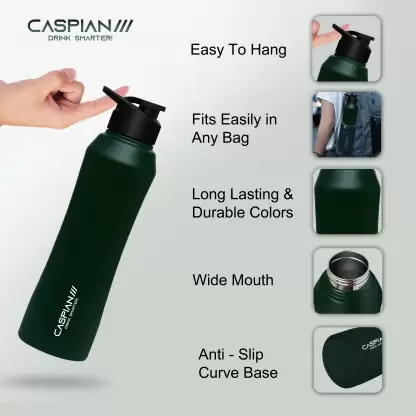 CASPIAN///
DRINK SMARTER!
Easy To Hang
Fits Easily in
Any Bag
Long Lasting &
Durable Colors
Wide Mouth
Anti - Slip
Curve Base
CASPIAN///
DRINK SMARTER!
CASPIAN